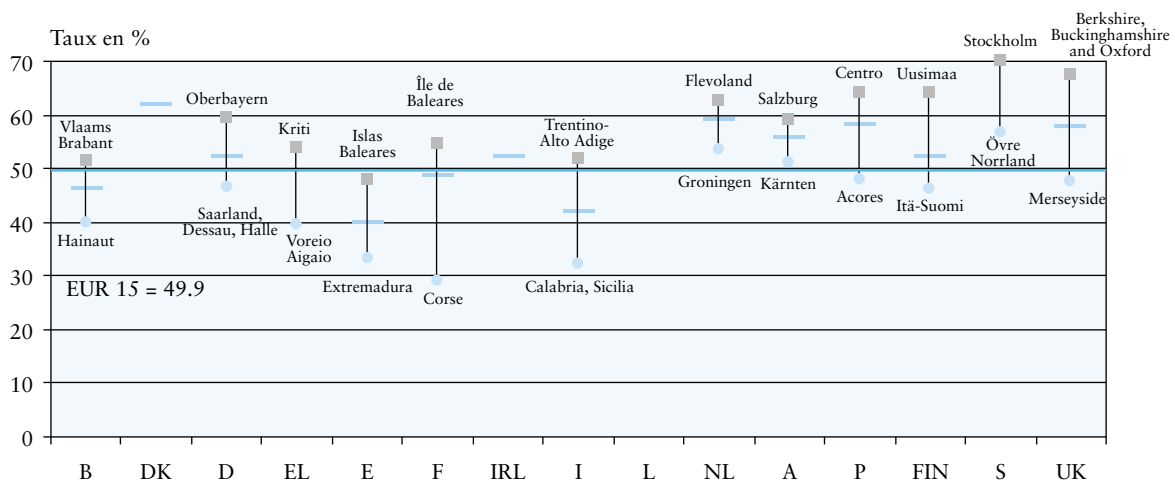 Taux en %
70
60
50
40
30
20
10
0
Vlaams
Brabant
Hainaut
Oberbayern
Saarland,
Dessau, Halle
Kriti
Voreio
Aigaio
Islas
Baleares
Extremadura
Île de
Baleares
Corse
Trentino-
Alto Adige
Calabria, Sicilia
Flevoland
Groningen
Salzburg
Kärnten
Centro
Acores
Uusimaa
Itä-Suomi
Stockholm
Övre
Norrland
Berkshire,
Buckinghamshire
and Oxford
Merseyside
EUR 15 = 49.9
B DK D EL E F IRL I L NL A P FIN S UK